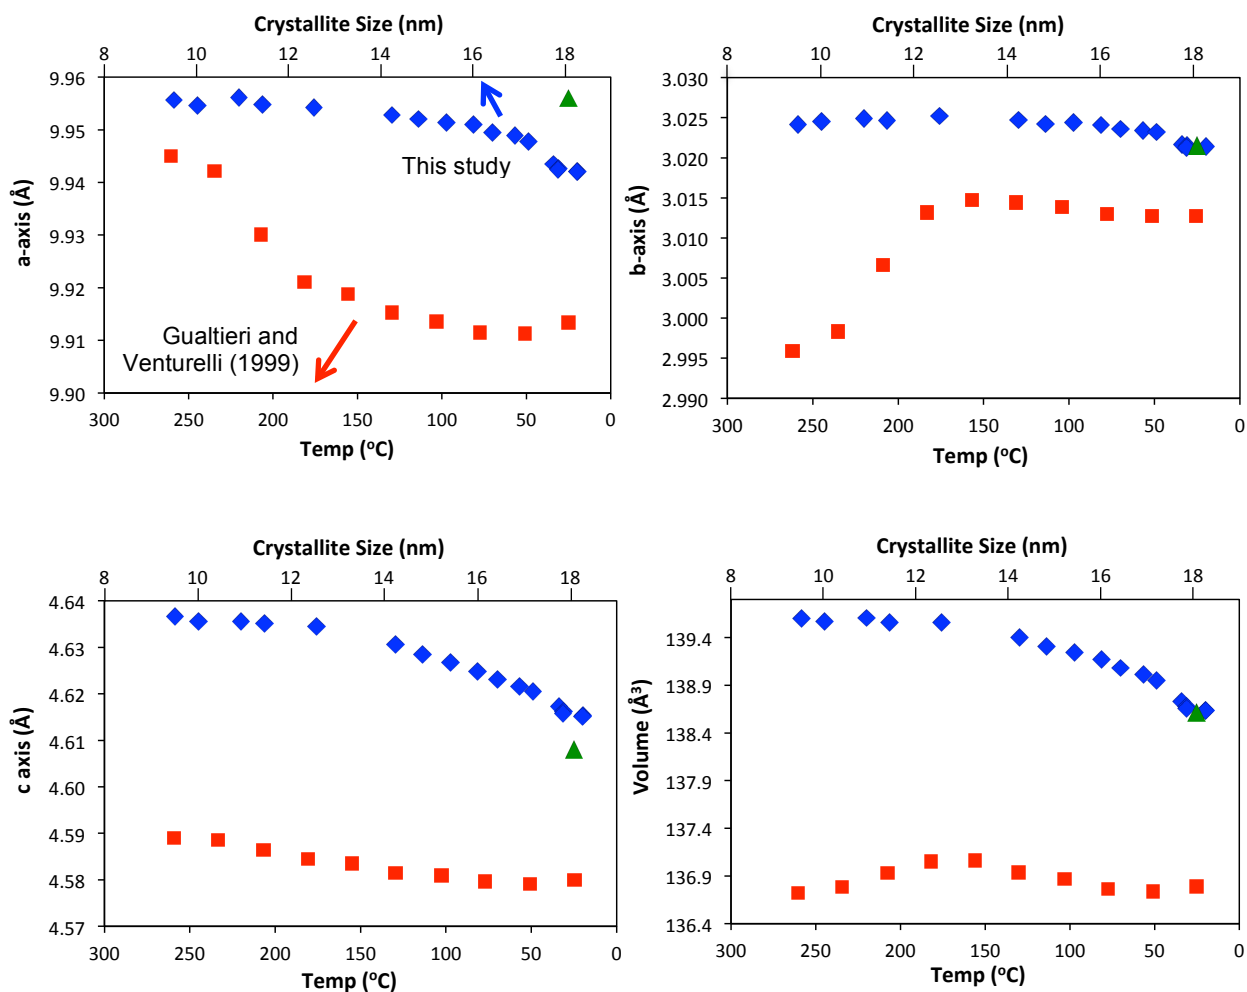 Crystallite Size (nm)
8 10 12 14 16 18
9.96
9.95
9.94
9.93
9.92
9.91
9.90
a-axis (Å)
This study
Gualtieri and
Venturelli (1999)
300 250 200 150 100 50 0
Temp (ºC)
Crystallite Size (nm)
8 10 12 14 16 18
3.030
3.025
3.020
3.015
3.010
3.005
3.000
2.995
2.990
b-axis (Å)
300 250 200 150 100 50 0
Temp (ºC)
Crystallite Size (nm)
8 10 12 14 16 18
4.64
4.63
4.62
4.61
4.60
4.59
4.58
4.57
c axis (Å)
300 250 200 150 100 50 0
Temp (ºC)
Crystallite Size (nm)
8 10 12 14 16 18
139.4
138.9
138.4
137.9
137.4
136.9
136.4
Volume (Å³)
300 250 200 150 100 50 0
Temp (ºC)